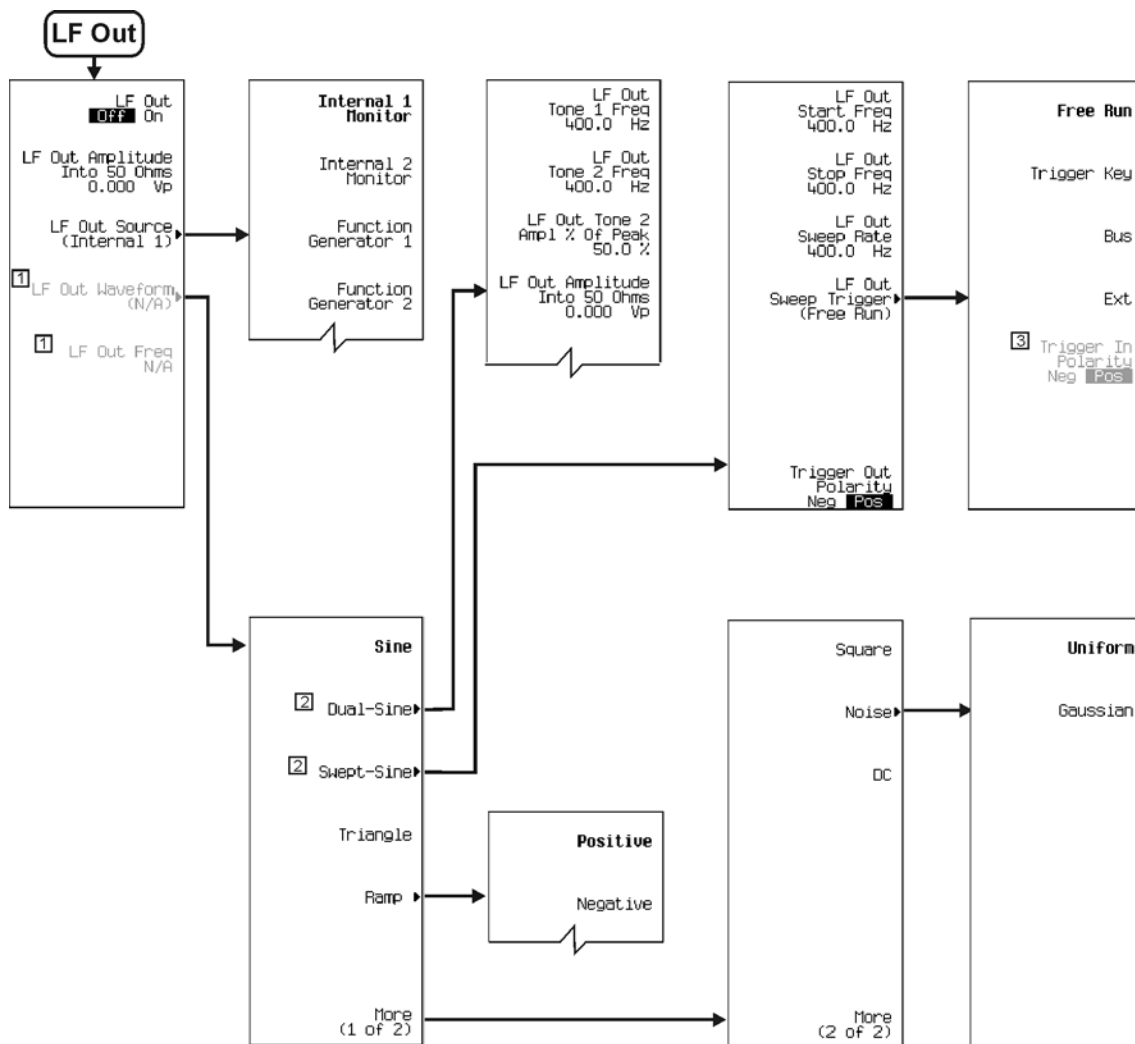 LF Out
LF Out
Off On
LF Out Amplitude
Into 50 Ohms
0.000 Vp
LF Out Source
(Internal 1)
1
LF Out Waveform
(N/A)
1
LF Out Freq
N/A
Internal 1
Monitor
Internal 2
Monitor
Function
Generator 1
Function
Generator 2
LF Out
Tone 1 Freq
400.0 Hz
LF Out
Tone 2 Freq
400.0 Hz
LF Out Tone 2
Ampl % Of Peak
50.0 %
LF Out Amplitude
Into 50 Ohms
0.000 Vp
LF Out
Start Freq
400.0 Hz
LF Out
Stop Freq
400.0 Hz
LF Out
Sweep Rate
400.0 Hz
LF Out
Sweep Trigger
(Free Run)
Trigger Out
Polarity
Neg Pos
Free Run
Trigger Key
Bus
Ext
3
Trigger In
Polarity
Neg Pos
Sine
2
Dual-Sine
2
Swept-Sine
Triangle
Ramp
More
(1 of 2)
Positive
Negative
Square
Noise
DC
More
(2 of 2)
Uniform
Gaussian